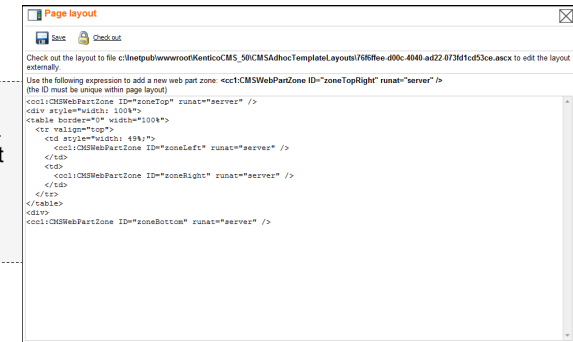 Page layout
Save Check out
Check out the layout to file c:\Inetpub\wwwroot\KenticoCMS_50\CMSAdhocTemplateLayouts\76f6ffee-d00c-4040-ad22-073fd1cd53ce.ascx to edit the layout
externally.
Use the following expression to add a new web part zone: <cc1:CMSWebPartZone ID="zoneTopRight" runat="server" />
(the ID must be unique within page layout)
<cc1:CMSWebPartZone ID="zoneTop" runat="server" />
<div style="width: 100%">
<table border="0" width="100%">
  <tr valign="top">
    <td style="width: 49%;">
      <cc1:CMSWebPartZone ID="zoneLeft" runat="server" />
    </td>
    <td>
      <cc1:CMSWebPartZone ID="zoneRight" runat="server" />
    </td>
  </tr>
</table>
<div>
<cc1:CMSWebPartZone ID="zoneBottom" runat="server" />